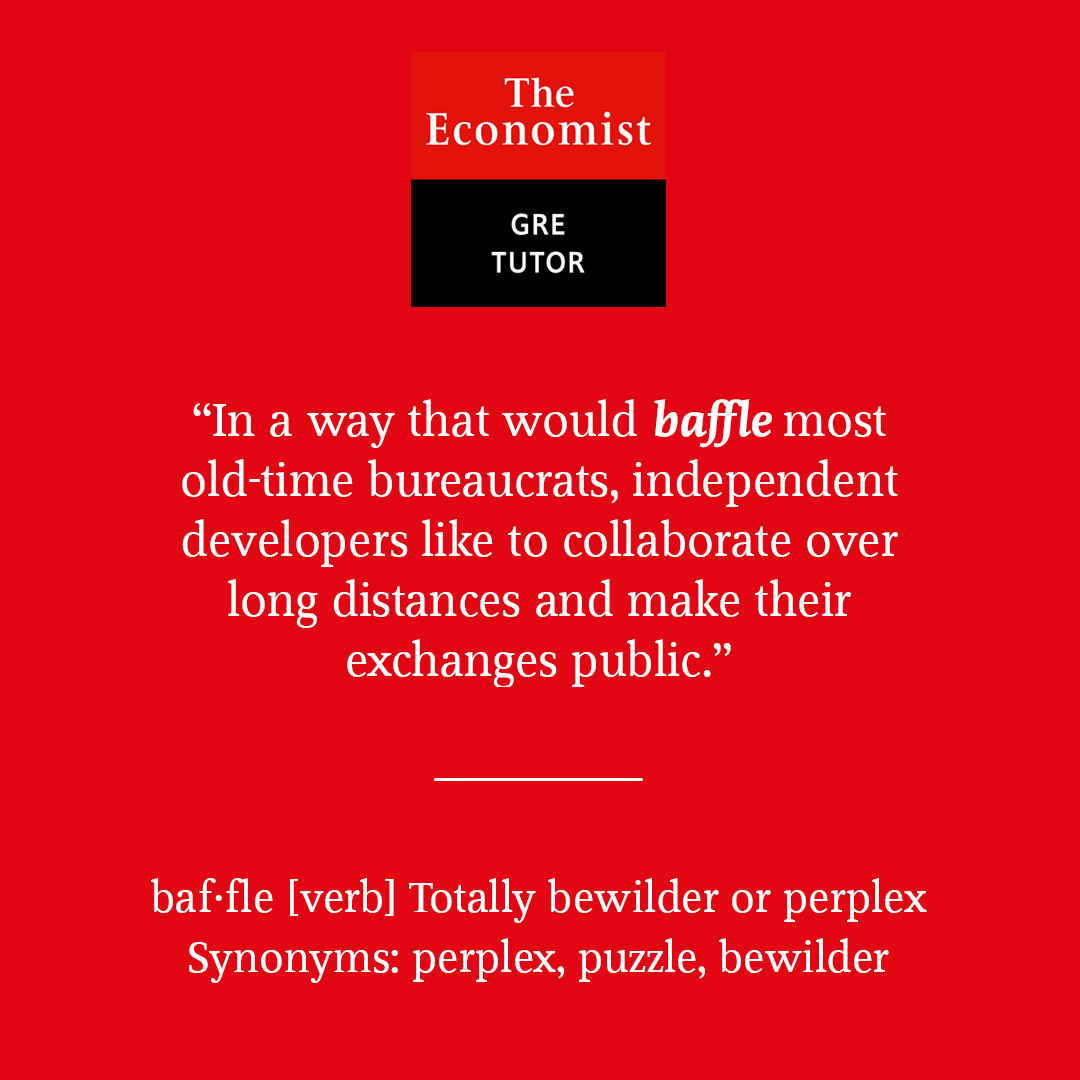 The
Economist
GRE
TUTOR
“In a way that would baffle most
old-time bureaucrats, independent
developers like to collaborate over
long distances and make their
exchanges public.”
baf·fle [verb] Totally bewilder or perplex
Synonyms: perplex, puzzle, bewilder